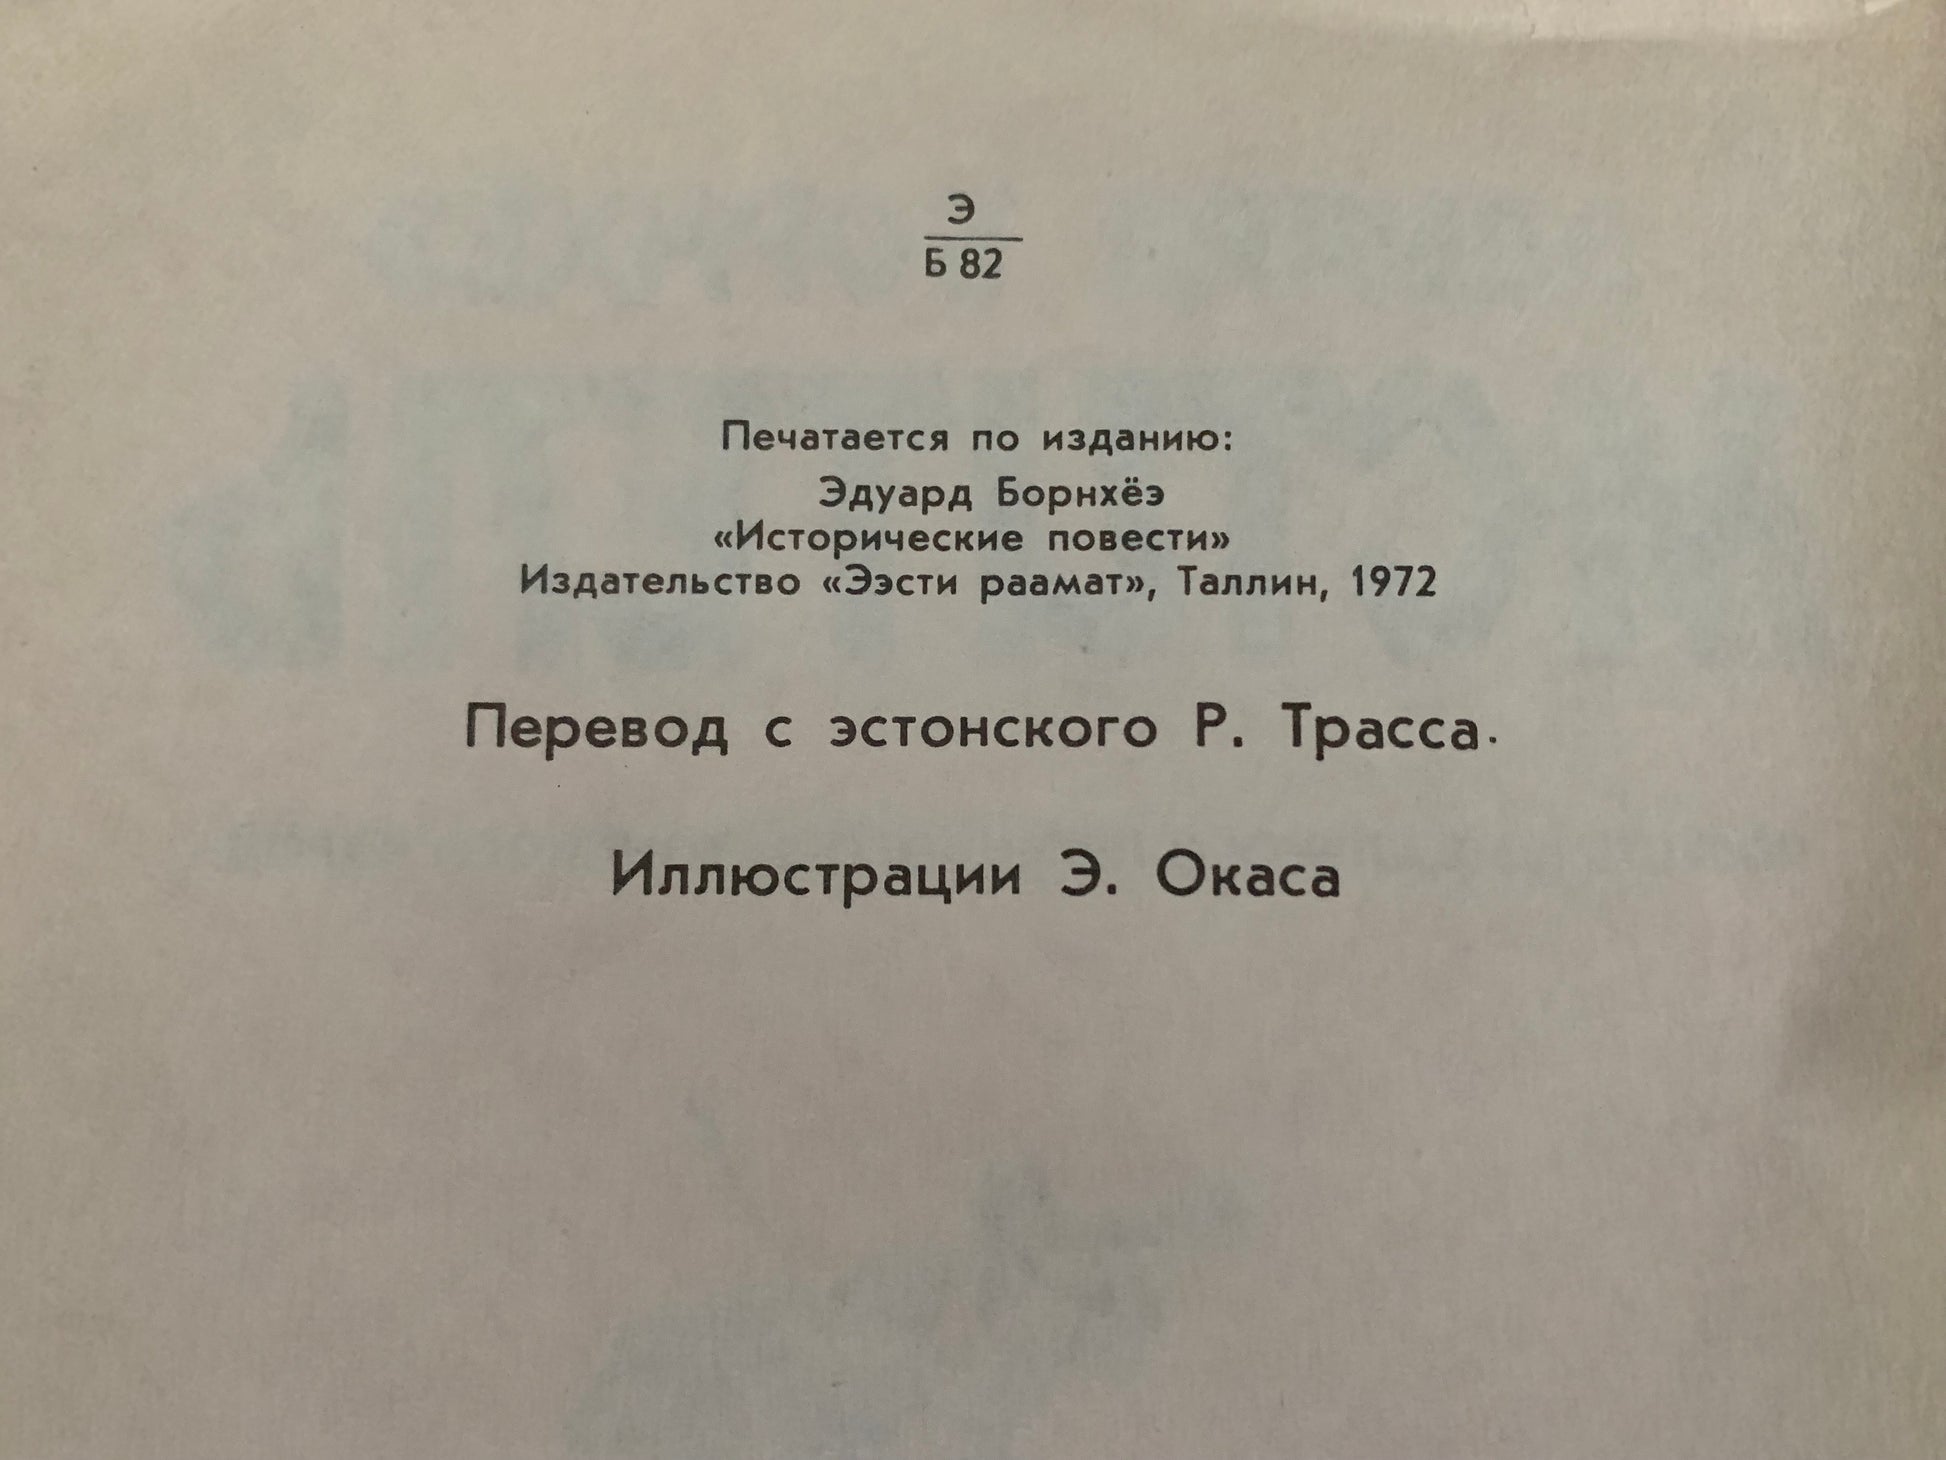 Э
Б 82
Печатается по изданию:
Эдуард Борнхёэ
«Исторические повести»
Издательство «Ээсти раамат», Таллин, 1972
Перевод с эстонского Р. Трасса.
Иллюстрации Э. Окаса